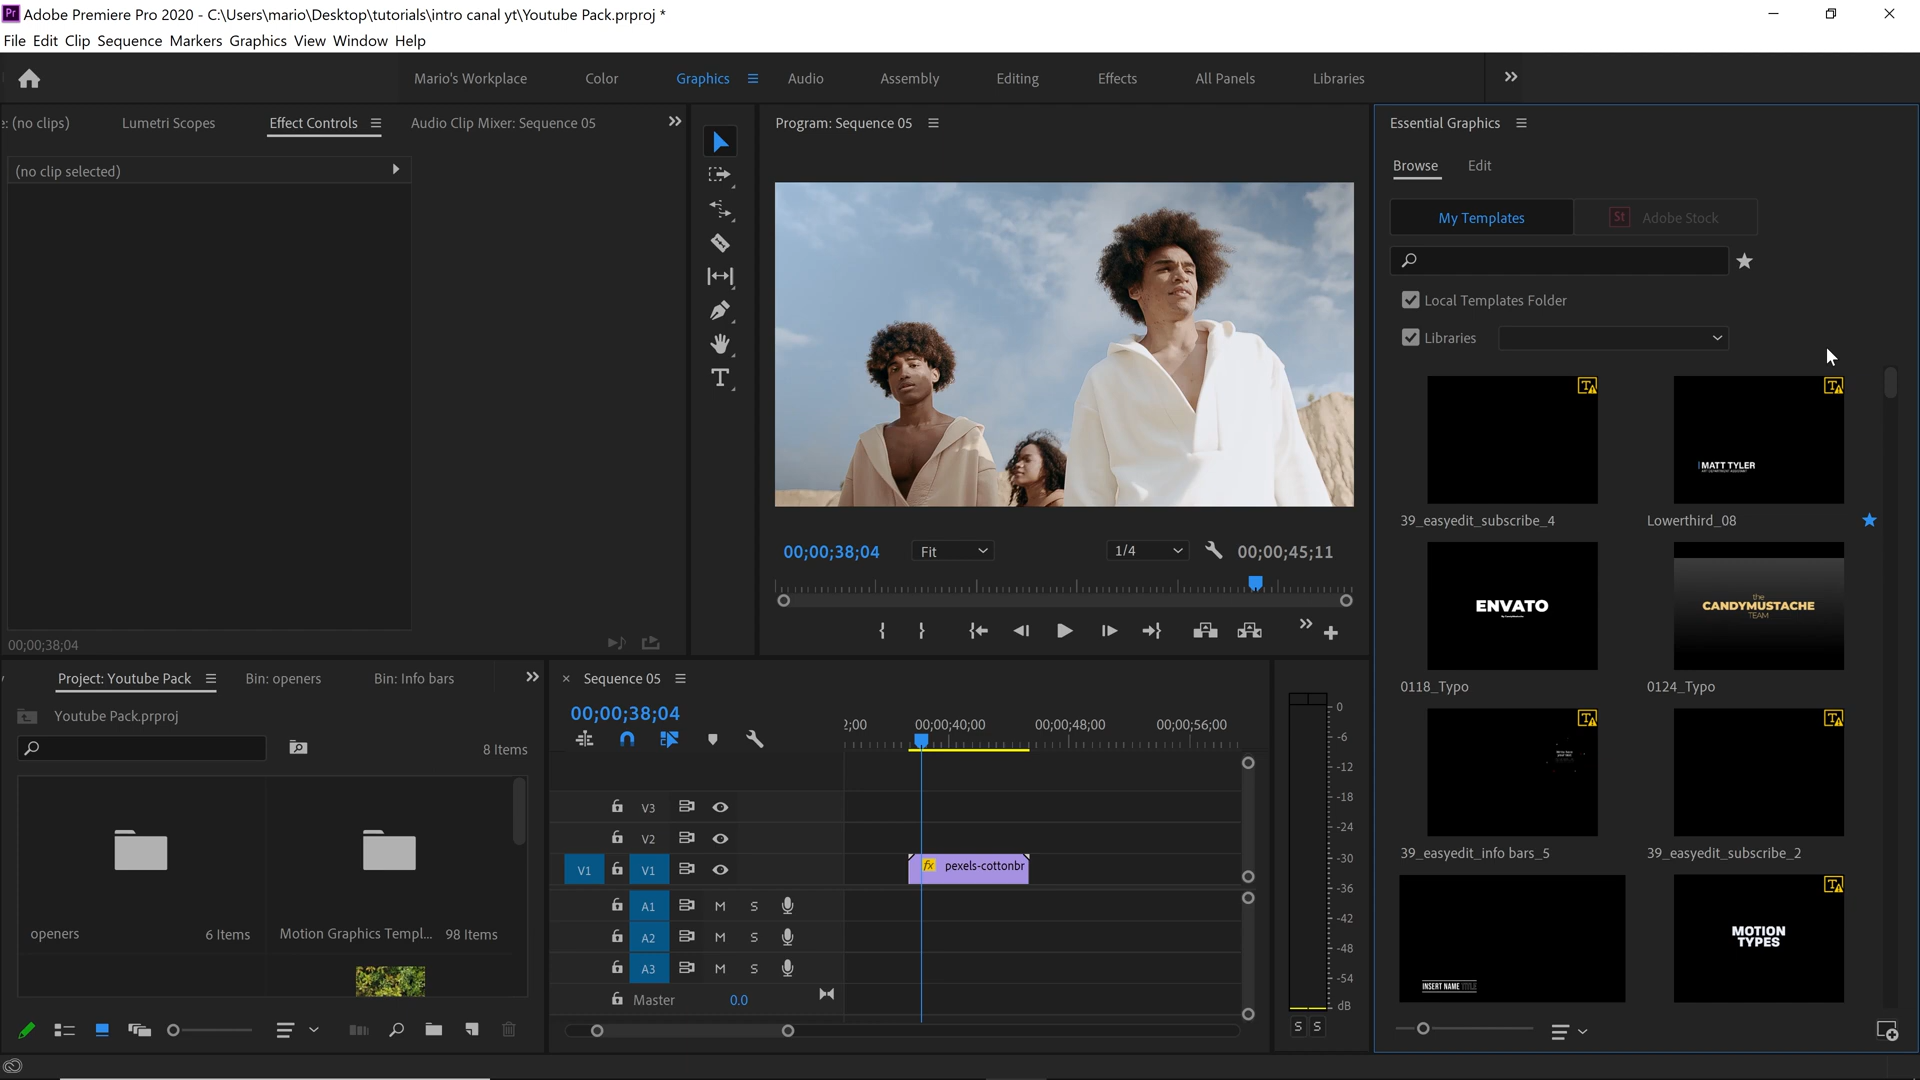 Pr Adobe Premiere Pro 2020 - C:\Users\mario\Desktop\tutorials\intro canal yt\Youtube Pack.prproj *
File Edit Clip Sequence Markers Graphics View Window Help
Mario's Workplace Color Graphics Audio Assembly Editing Effects All Panels Libraries
e: (no clips) Lumetri Scopes Effect Controls Audio Clip Mixer: Sequence 05
(no clip selected)
00;00;38;04
Program: Sequence 05
00;00;38;04 Fit 1/4 00;00;45;11
Essential Graphics
Browse Edit
My Templates St Adobe Stock
Local Templates Folder
Libraries
MATT TYLER
39_easyedit_subscribe_4 Lowerthird_08
ENVATO
the
CANDYMUSTACHE
TEAM
0118_Typo 0124_Typo
39_easyedit_info bars_5 39_easyedit_subscribe_2
INSERT NAME TITLE
MOTION
TYPES
Project: Youtube Pack Bin: openers Bin: Info bars
Youtube Pack.prproj
8 Items
openers 6 Items Motion Graphics Templ... 98 Items
× Sequence 05
00;00;38;04
2;00 00;00;40;00 00;00;48;00 00;00;56;00
V3
V2
V1 V1 fx pexels-cottonbr
A1 M S
A2 M S
A3 M S
Master 0.0
0
-6
-12
-18
-24
-30
-36
-42
-48
-54
dB
S S